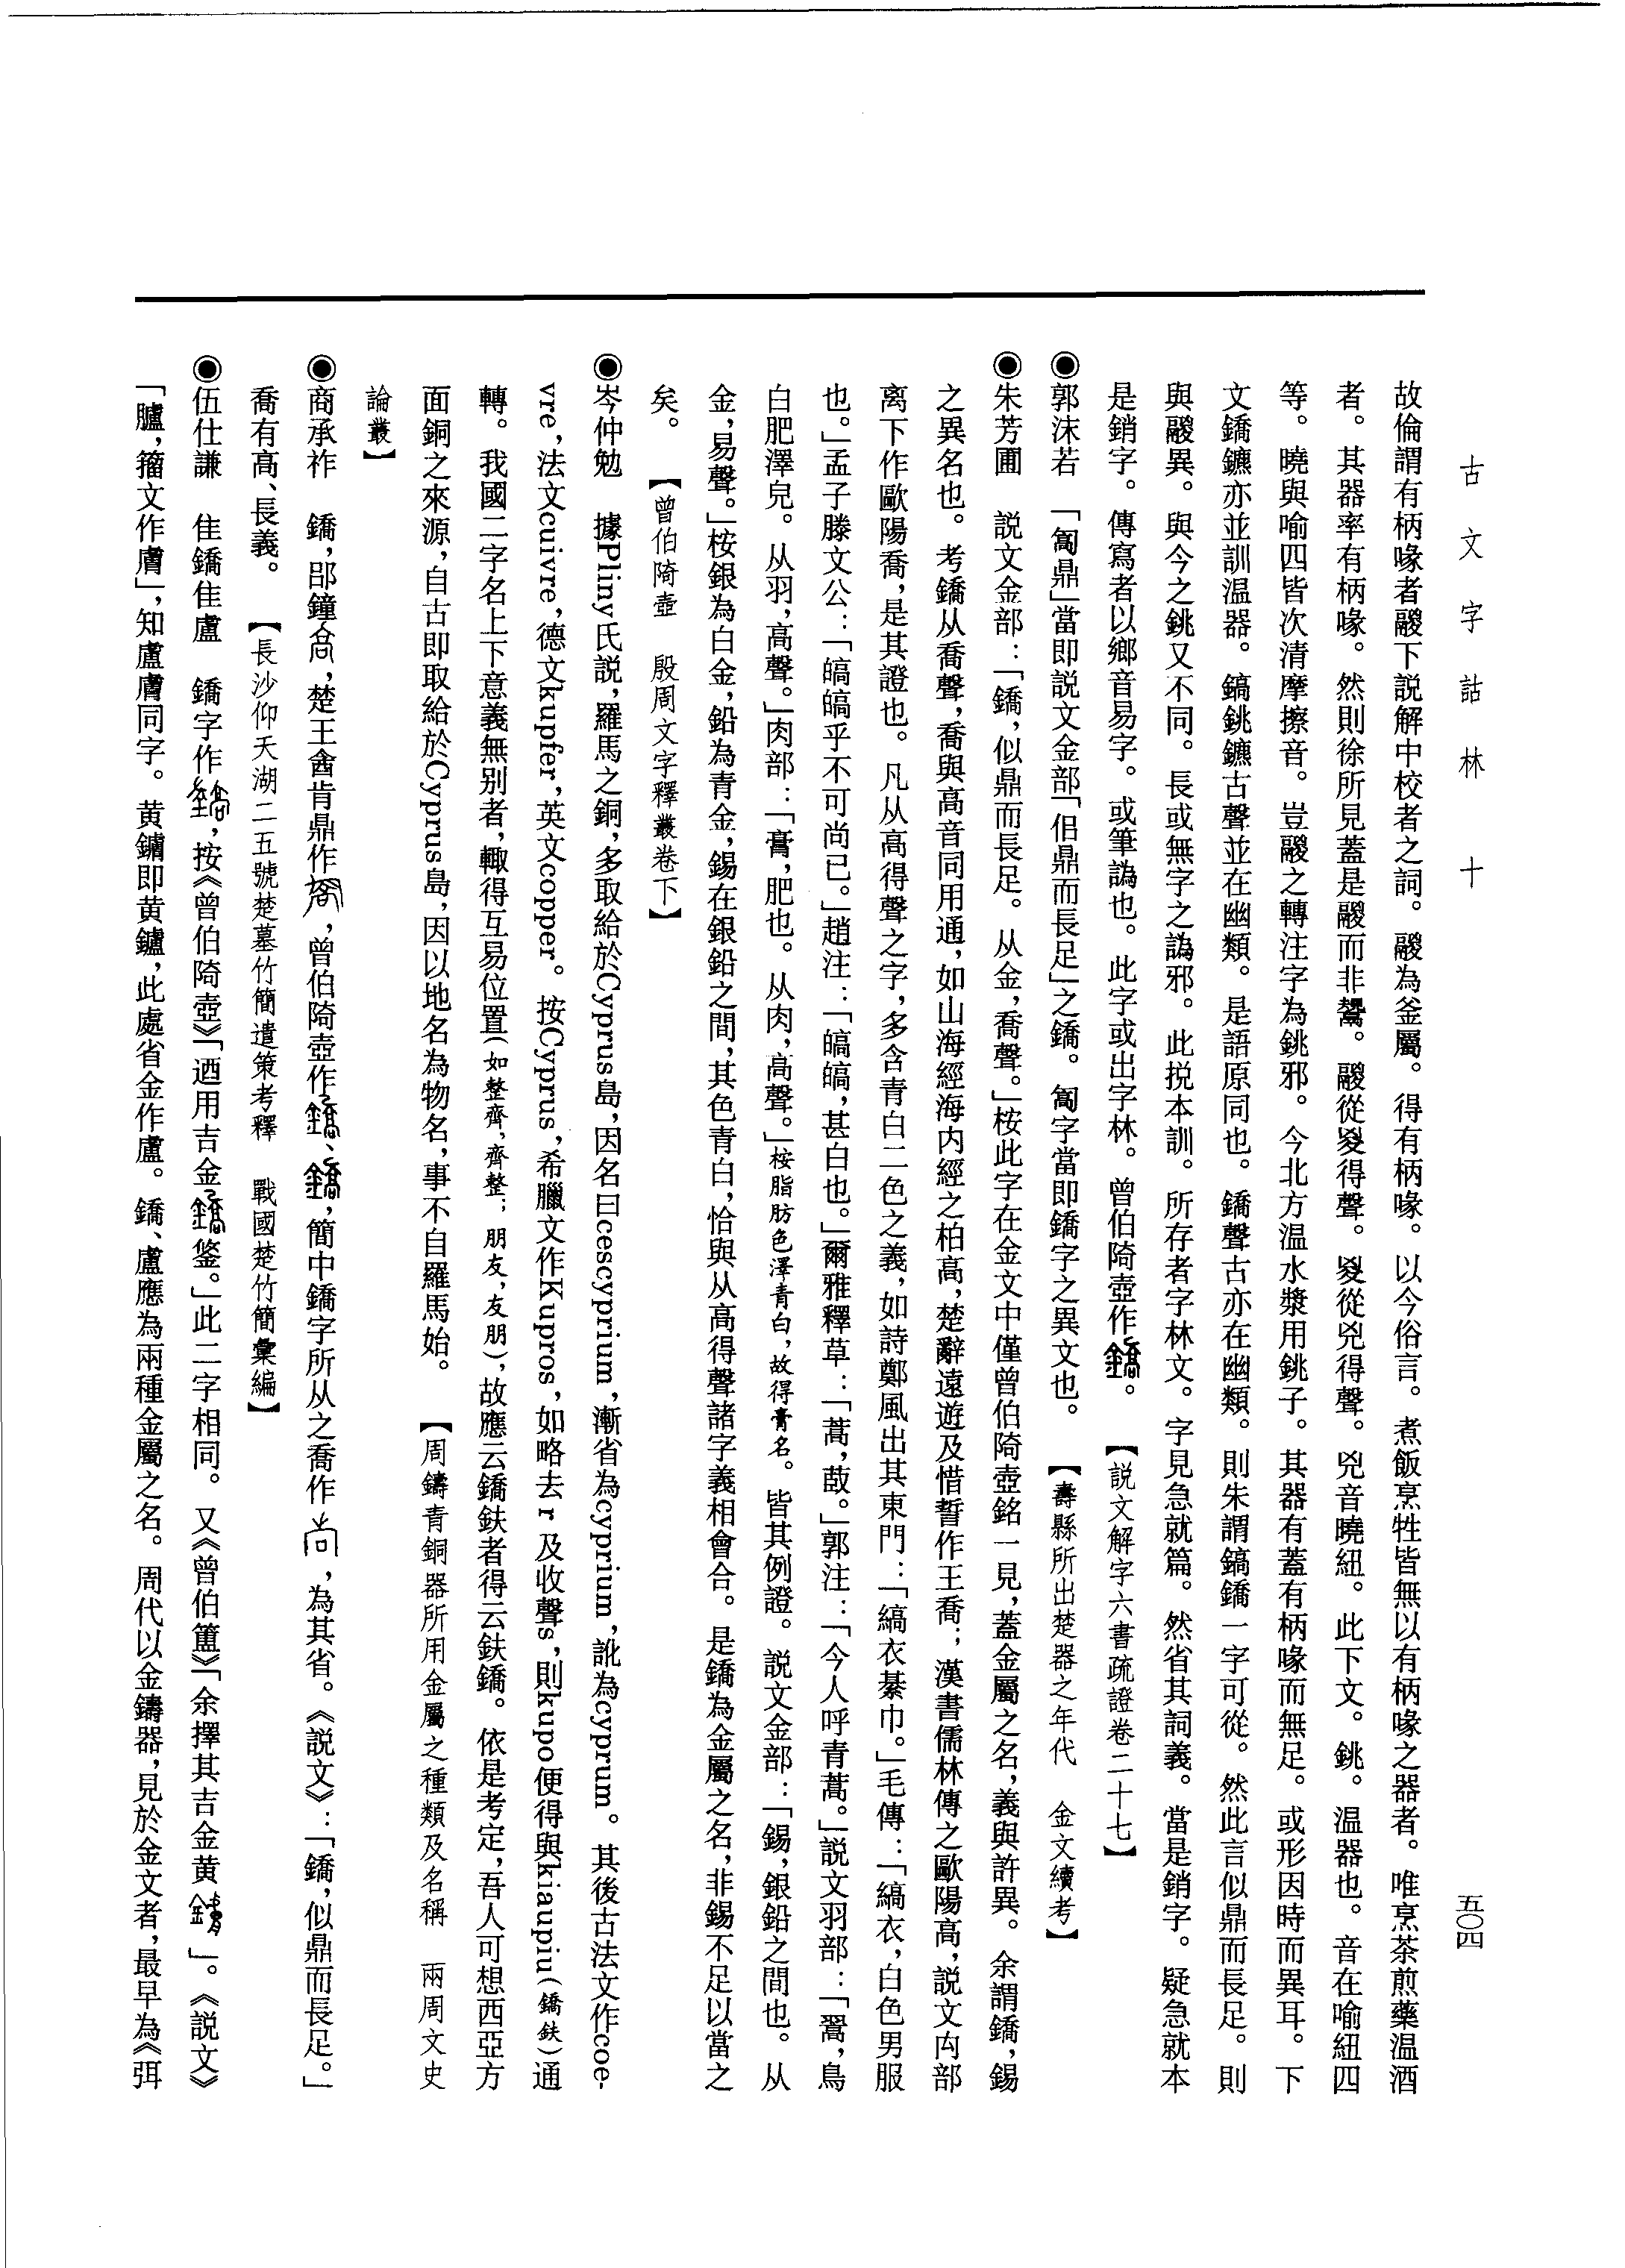 古文字詁林 十
五〇四
故倫謂有柄喙者鬷下説解中校者之詞。鬷為釜屬。得有柄喙。以今俗言。煮飯烹牲皆無以有柄喙之器者。唯烹茶煎藥温酒
者。其器率有柄喙。然則徐所見蓋是鬷而非鬹。鬷從㚇得聲。㚇從兇得聲。兇音曉紐。此下文。銚。温器也。音在喻紐四
等。曉與喻四皆次清摩擦音。豈鬷之轉注字為銚邪。今北方温水漿用銚子。其器有蓋有柄喙而無足。或形因時而異耳。下
文鐈鑣亦並訓温器。鎬銚鑣古聲並在幽類。是語原同也。鐈聲古亦在幽類。則朱謂鎬鐈一字可從。然此言似鼎而長足。則
與鬷異。與今之銚又不同。長或無字之譌邪。此挩本訓。所存者字林文。字見急就篇。然省其詞義。當是銷字。疑急就本
是銷字。傳寫者以鄉音易字。或筆譌也。此字或出字林。曾伯陭壺作。【説文解字六書疏證卷二十七】
◉郭沫若　「鼎」當即説文金部「佀鼎而長足」之鐈。字當即鐈字之異文也。【壽縣所出楚器之年代　金文續考】
◉朱芳圃　説文金部：「鐈，似鼎而長足。从金，喬聲。」桉此字在金文中僅曾伯陭壺銘一見，蓋金屬之名，義與許異。余謂鐈，錫
之異名也。考鐈从喬聲，喬與高音同用通，如山海經海内經之柏高，楚辭遠遊及惜誓作王喬；漢書儒林傳之歐陽高，説文禸部
离下作歐陽喬，是其證也。凡从高得聲之字，多含青白二色之義，如詩鄭風出其東門：「縞衣綦巾。」毛傳：「縞衣，白色男服
也。」孟子滕文公：「皜皜乎不可尚已。」趙注：「皜皜，甚白也。」爾雅釋草：「蒿，菣。」郭注：「今人呼青蒿。」説文羽部：「翯，鳥
白肥澤皃。从羽，高聲。」肉部：「膏，肥也。从肉，高聲。」桉脂肪色澤青白，故得膏名。皆其例證。説文金部：「錫，銀鉛之間也。从
金，易聲。」桉銀為白金，鉛為青金，錫在銀鉛之間，其色青白，恰與从高得聲諸字義相會合。是鐈為金屬之名，非錫不足以當之
矣。【曾伯陭壺　殷周文字釋叢卷下】
◉岑仲勉　據Pliny氏説，羅馬之銅，多取給於Cyprus島，因名曰cescyprium，漸省為cyprium，訛為cyprum。其後古法文作coe-
vre，法文cuivre，德文kupfer，英文copper。按Cyprus，希臘文作Kupros，如略去r及收聲s，則kupo便得與kiaupiu（鐈鈇）通
轉。我國二字名上下意義無别者，輙得互易位置（如整齊，齊整；朋友，友朋），故應云鐈鈇者得云鈇鐈。依是考定，吾人可想西亞方
面銅之來源，自古即取給於Cyprus島，因以地名為物名，事不自羅馬始。【周鑄青銅器所用金屬之種類及名稱　兩周文史
論叢】
◉商承祚　鐈，郘鐘，楚王酓肯鼎作，曾伯陭壺作、，簡中鐈字所从之喬作，為其省。《説文》：「鐈，似鼎而長足。」
喬有高、長義。【長沙仰天湖二五號楚墓竹簡遣策考釋　戰國楚竹簡彙編】
◉伍仕謙　隹鐈隹盧　鐈字作，按《曾伯陭壺》「迺用吉金鋚。」此二字相同。又《曾伯簠》「余擇其吉金黄」。《説文》
「臚，籀文作膚」，知盧膚同字。黄鏞即黄鑪，此處省金作盧。鐈、盧應為兩種金屬之名。周代以金鑄器，見於金文者，最早為《弭